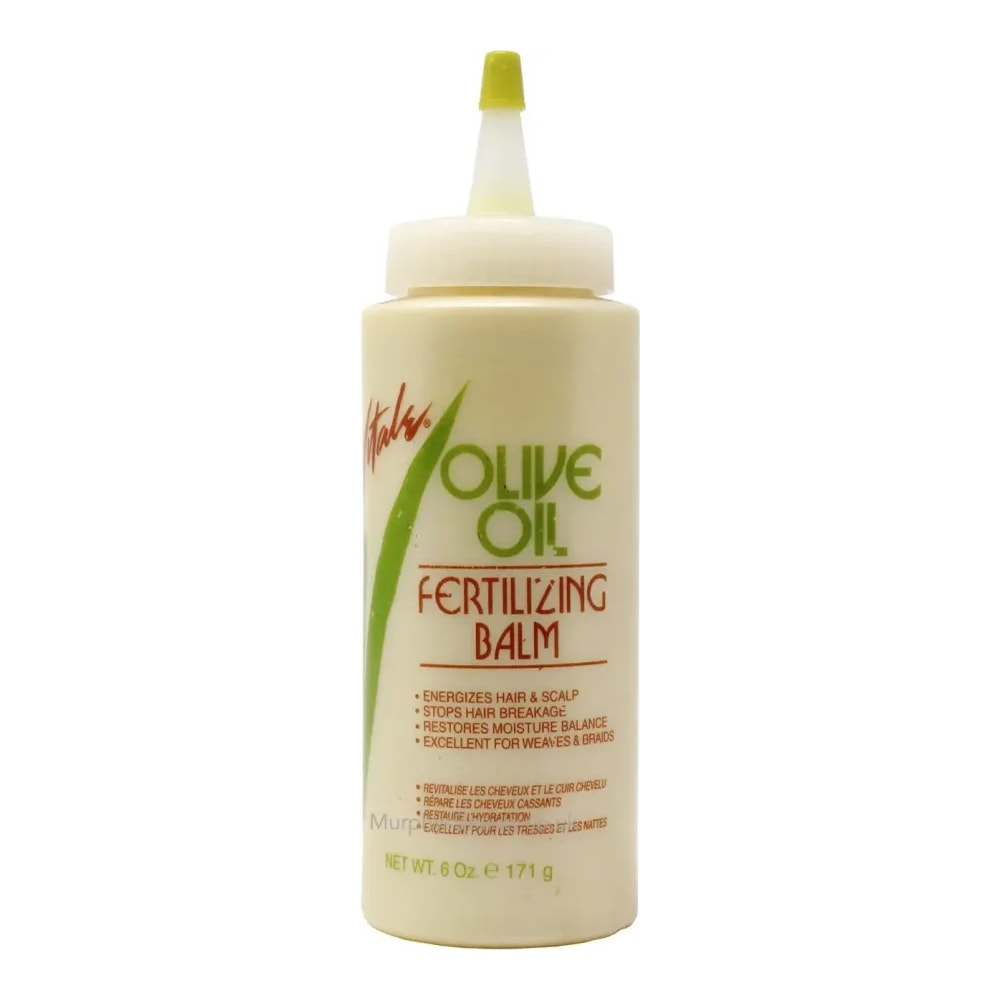 Vitale®
OLIVE
OIL
FERTILIZING
BALM
• ENERGIZES HAIR & SCALP
• STOPS HAIR BREAKAGE
• RESTORES MOISTURE BALANCE
• EXCELLENT FOR WEAVES & BRAIDS
• REVITALISE LES CHEVEUX ET LE CUIR CHEVELU
• RÉPARE LES CHEVEUX CASSANTS
• RESTAURE L'HYDRATATION
• EXCELLENT POUR LES TRESSES ET LES NATTES
NET WT. 6 Oz. ℮ 171 g